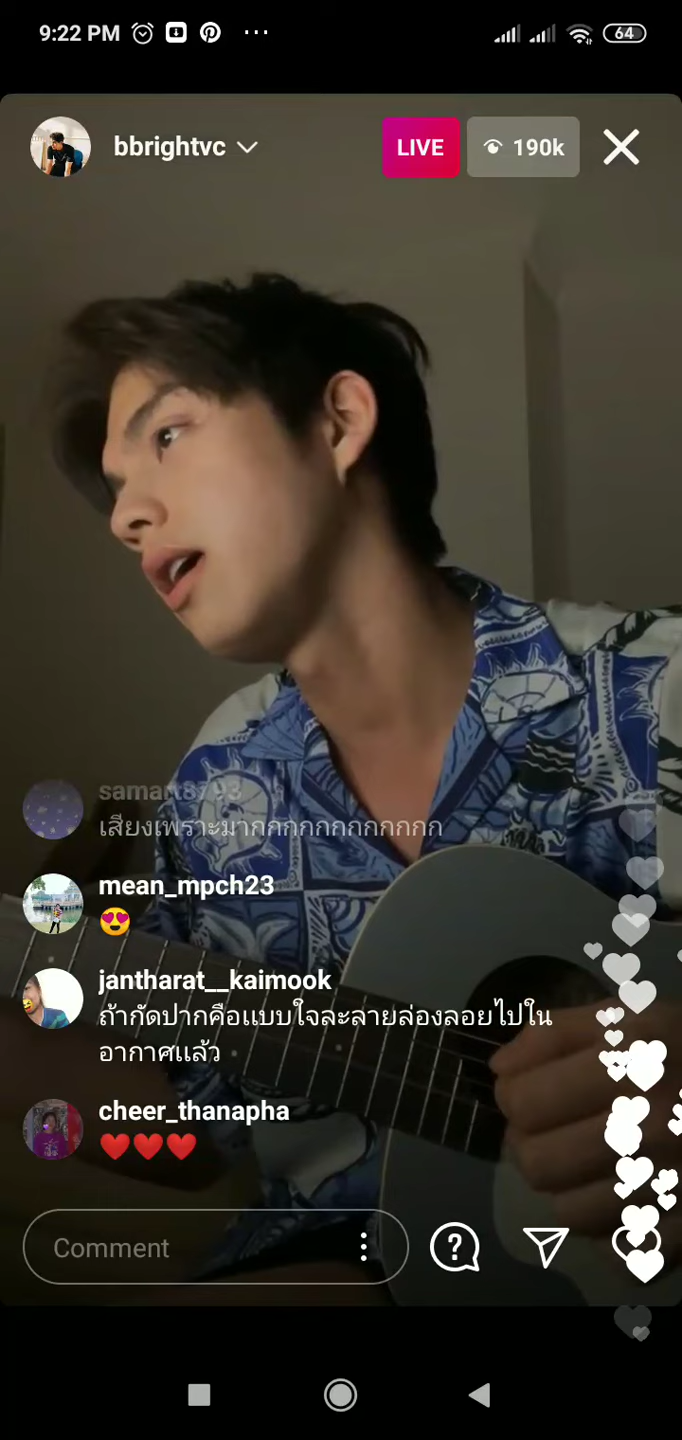 9:22 PM
64
bbrightvc
LIVE
190k
เสียงเพราะมากกกกกกกกกกกก
mean_mpch23
😍
jantharat__kaimook
ถ้ากัดปากคือแบบใจละลายล่องลอยไปใน
อากาศแล้ว
cheer_thanapha
❤️❤️❤️
Comment